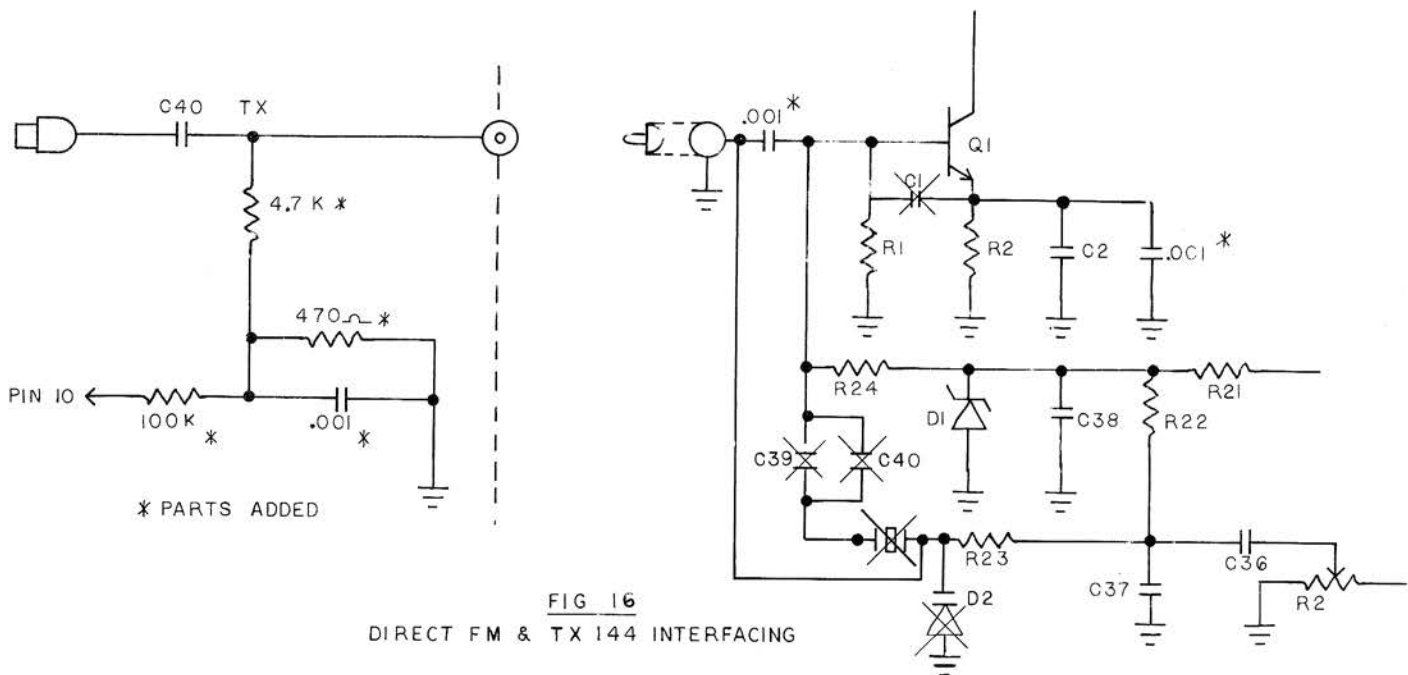 C40 TX
4.7 K *
470Ω *
PIN 10
100K *
.001 *
* PARTS ADDED
.001 *
Q1
C1
R1
R2
C2
.001 *
R24
R21
D1
C38
R22
C39
C40
R23
C36
D2
C37
R2
FIG 16
DIRECT FM & TX 144 INTERFACING